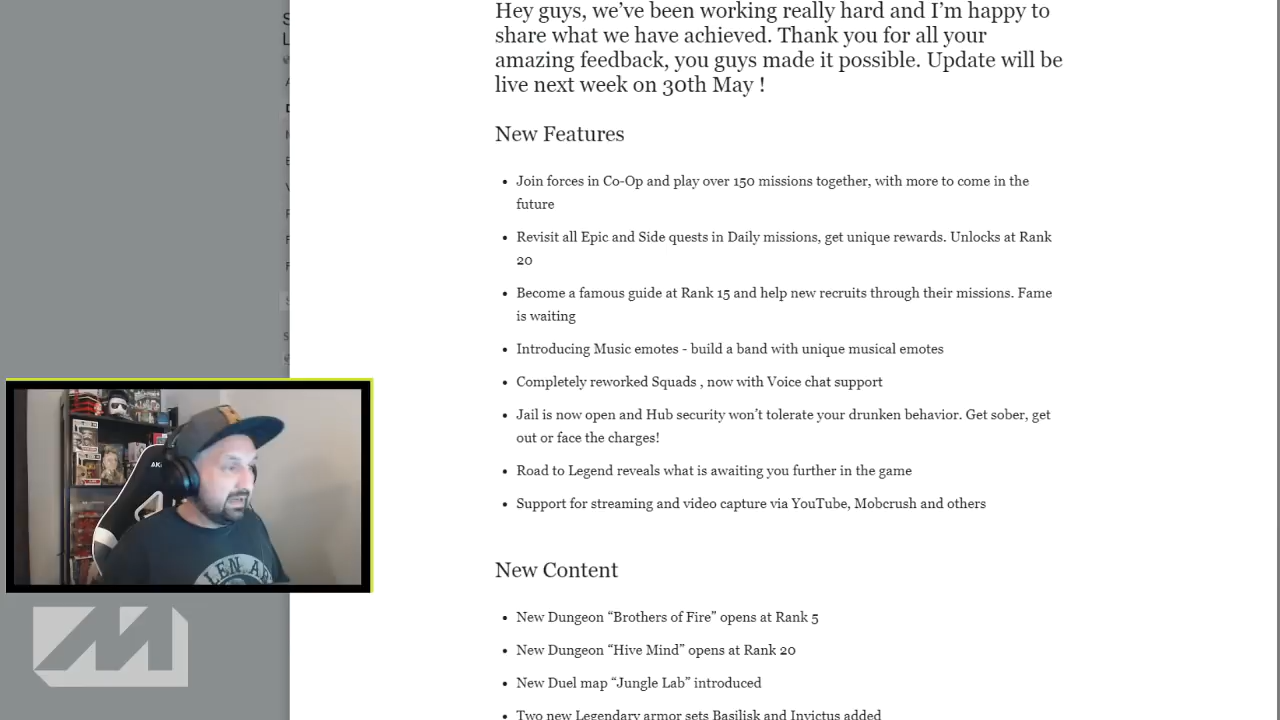 Hey guys, we’ve been working really hard and I’m happy to
share what we have achieved. Thank you for all your
amazing feedback, you guys made it possible. Update will be
live next week on 30th May !
New Features
• Join forces in Co-Op and play over 150 missions together, with more to come in the
future
• Revisit all Epic and Side quests in Daily missions, get unique rewards. Unlocks at Rank
20
• Become a famous guide at Rank 15 and help new recruits through their missions. Fame
is waiting
• Introducing Music emotes - build a band with unique musical emotes
• Completely reworked Squads , now with Voice chat support
• Jail is now open and Hub security won’t tolerate your drunken behavior. Get sober, get
out or face the charges!
• Road to Legend reveals what is awaiting you further in the game
• Support for streaming and video capture via YouTube, Mobcrush and others
New Content
• New Dungeon “Brothers of Fire” opens at Rank 5
• New Dungeon “Hive Mind” opens at Rank 20
• New Duel map “Jungle Lab” introduced
• Two new Legendary armor sets Basilisk and Invictus added